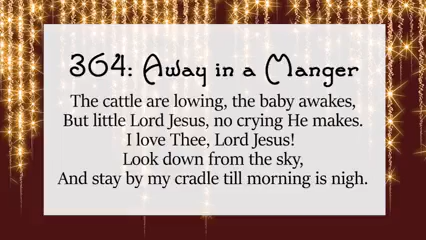 364: Away in a Manger
The cattle are lowing, the baby awakes,
But little Lord Jesus, no crying He makes.
I love Thee, Lord Jesus!
Look down from the sky,
And stay by my cradle till morning is nigh.